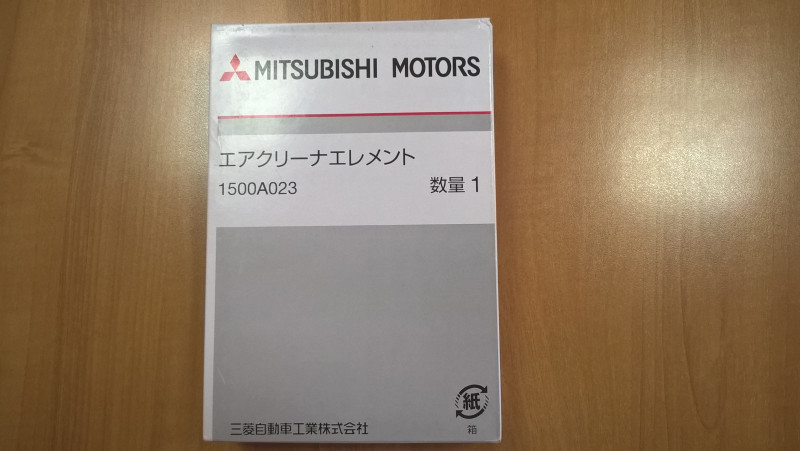 MITSUBISHI MOTORS
エアクリーナエレメント
1500A023 数量 1
紙
箱
三菱自動車工業株式会社